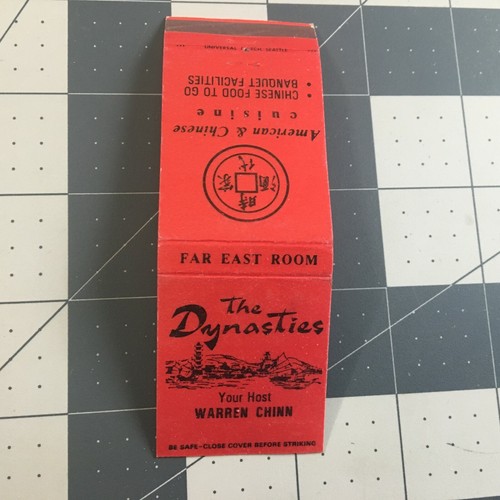 The
Dynasties
Your Host
WARREN CHINN
BE SAFE-CLOSE COVER BEFORE STRIKING
FAR EAST ROOM
American & Chinese
cuisine
• CHINESE FOOD TO GO
• BANQUET FACILITIES